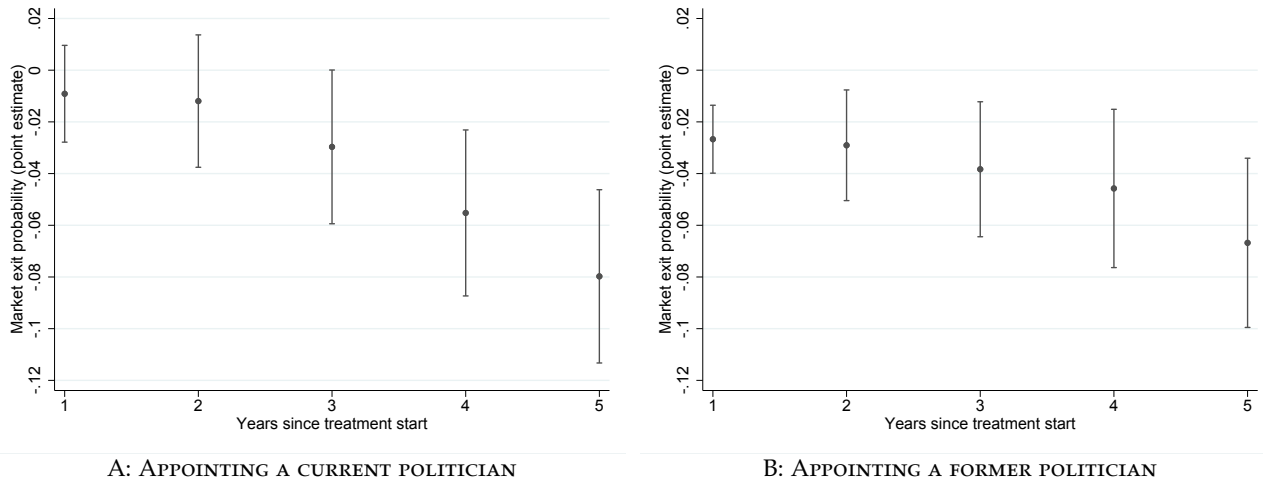 .02
0
-.02
-.04
-.06
-.08
-.1
-.12
Market exit probability (point estimate)
1 2 3 4 5
Years since treatment start
A: Appointing a current politician
.02
0
-.02
-.04
-.06
-.08
-.1
-.12
Market exit probability (point estimate)
1 2 3 4 5
Years since treatment start
B: Appointing a former politician